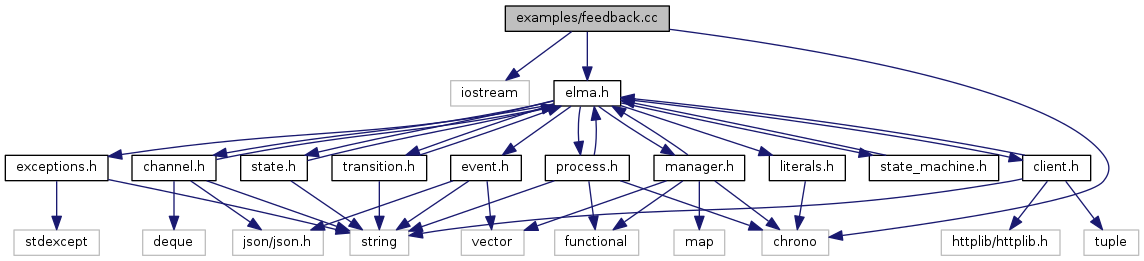 examples/feedback.cc
iostream
elma.h
exceptions.h
channel.h
state.h
transition.h
event.h
process.h
manager.h
literals.h
state_machine.h
client.h
stdexcept
deque
json/json.h
string
vector
functional
map
chrono
httplib/httplib.h
tuple